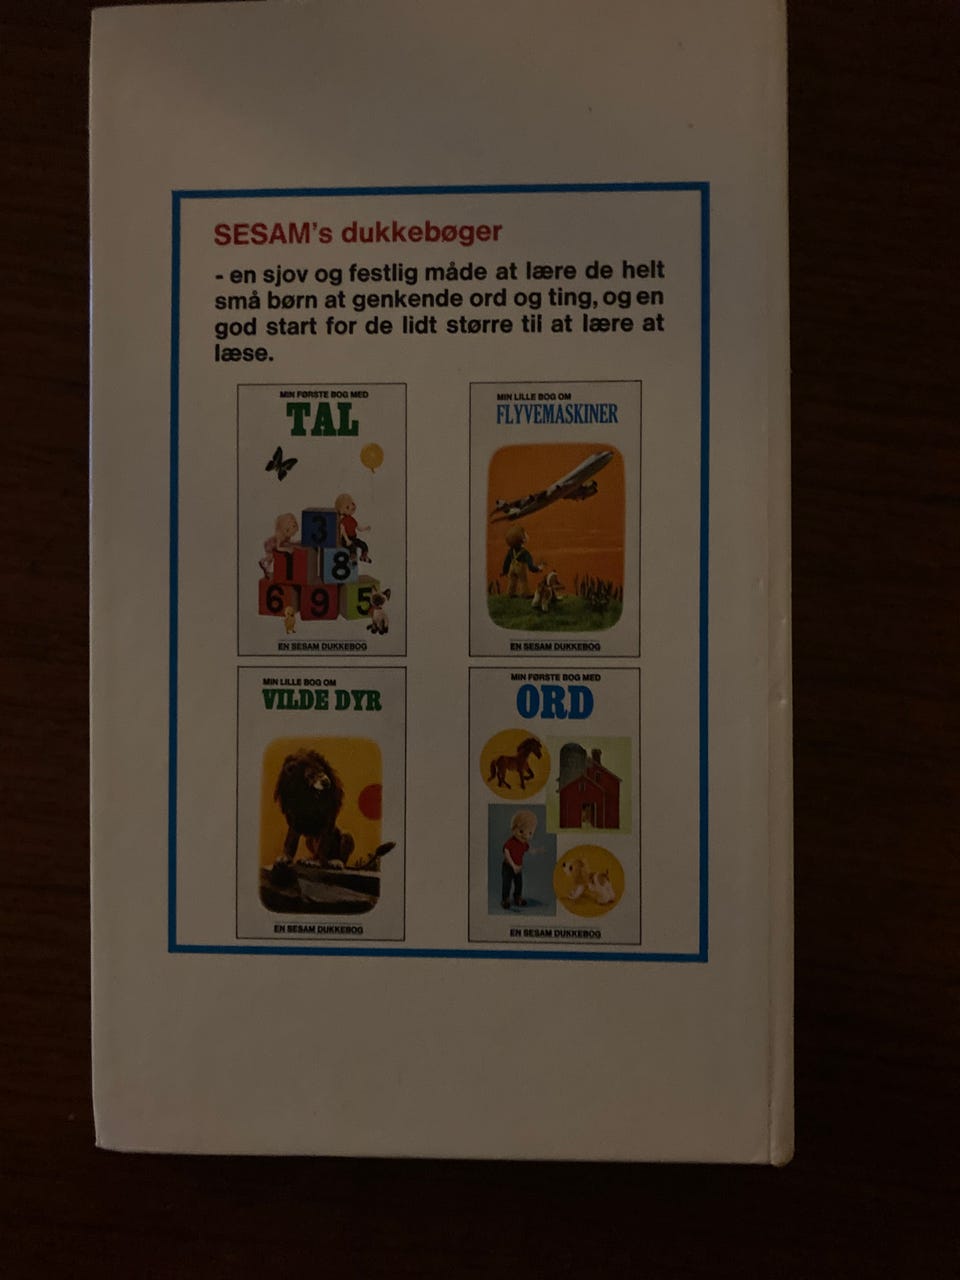 SESAM's dukkebøger
- en sjov og festlig måde at lære de helt
små børn at genkende ord og ting, og en
god start for de lidt større til at lære at
læse.
MIN FØRSTE BOG MED
TAL
3
1 8
6 9 5
EN SESAM DUKKEBOG
MIN LILLE BOG OM
FLYVEMASKINER
EN SESAM DUKKEBOG
MIN LILLE BOG OM
VILDE DYR
EN SESAM DUKKEBOG
MIN FØRSTE BOG MED
ORD
EN SESAM DUKKEBOG